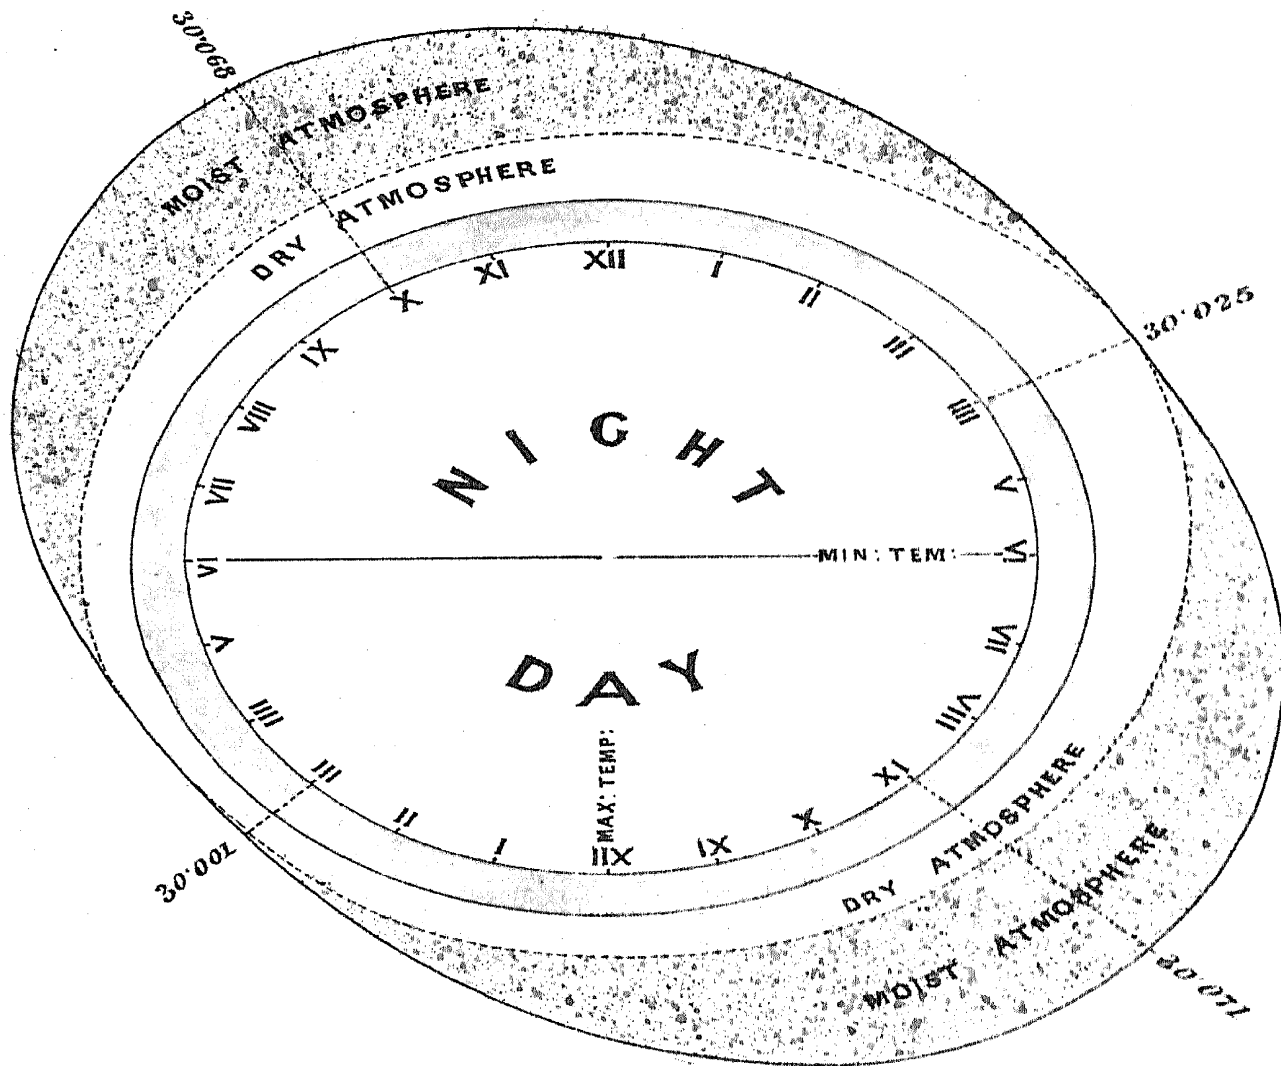 30·068
MOIST ATMOSPHERE
DRY ATMOSPHERE
XII
I
II
III
IIII
V
VI
VII
VIII
XI
X
IX
IIX
I
II
III
IIII
V
VI
VII
VIII
IX
X
XI
30·025
NIGHT
MIN: TEM:
DAY
MAX: TEMP:
30·001
DRY ATMOSPHERE
MOIST ATMOSPHERE
30·071